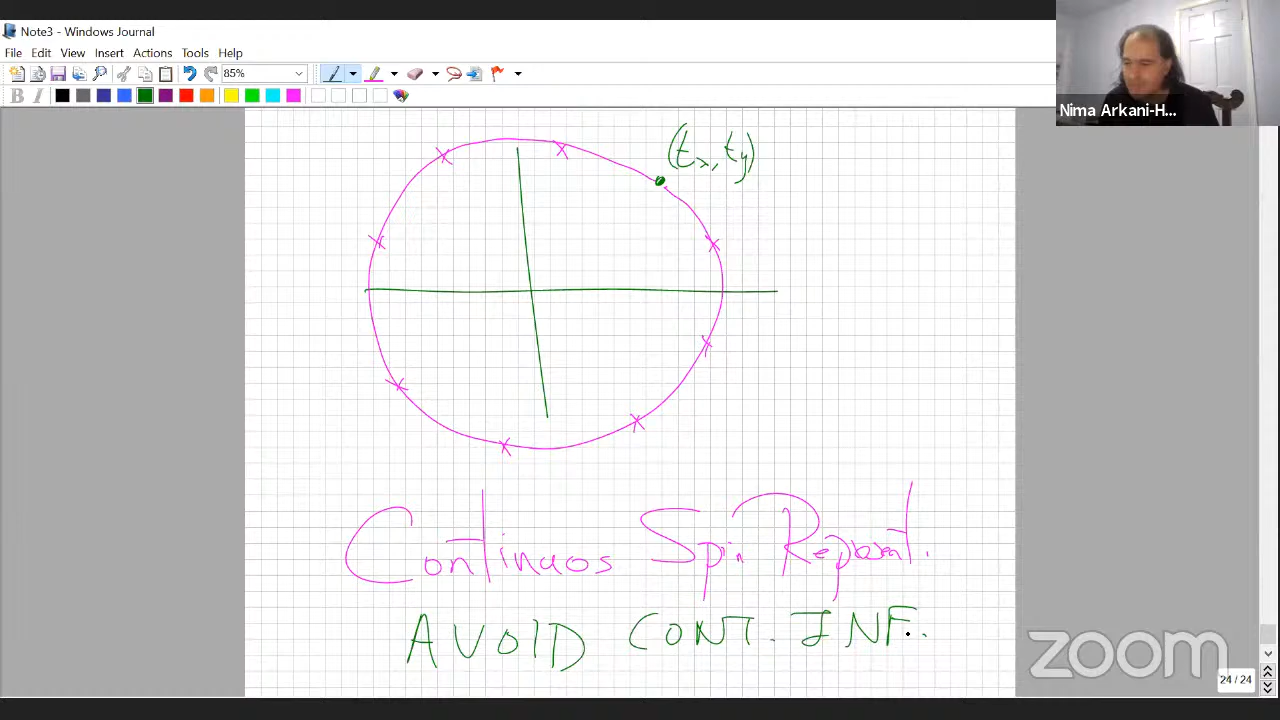 Note3 - Windows Journal
File Edit View Insert Actions Tools Help
85%
B I
Nima Arkani-H...
(tx, ty)
Continuos Spin Represent.
AVOID CONT. INF.
zoom
24 / 24